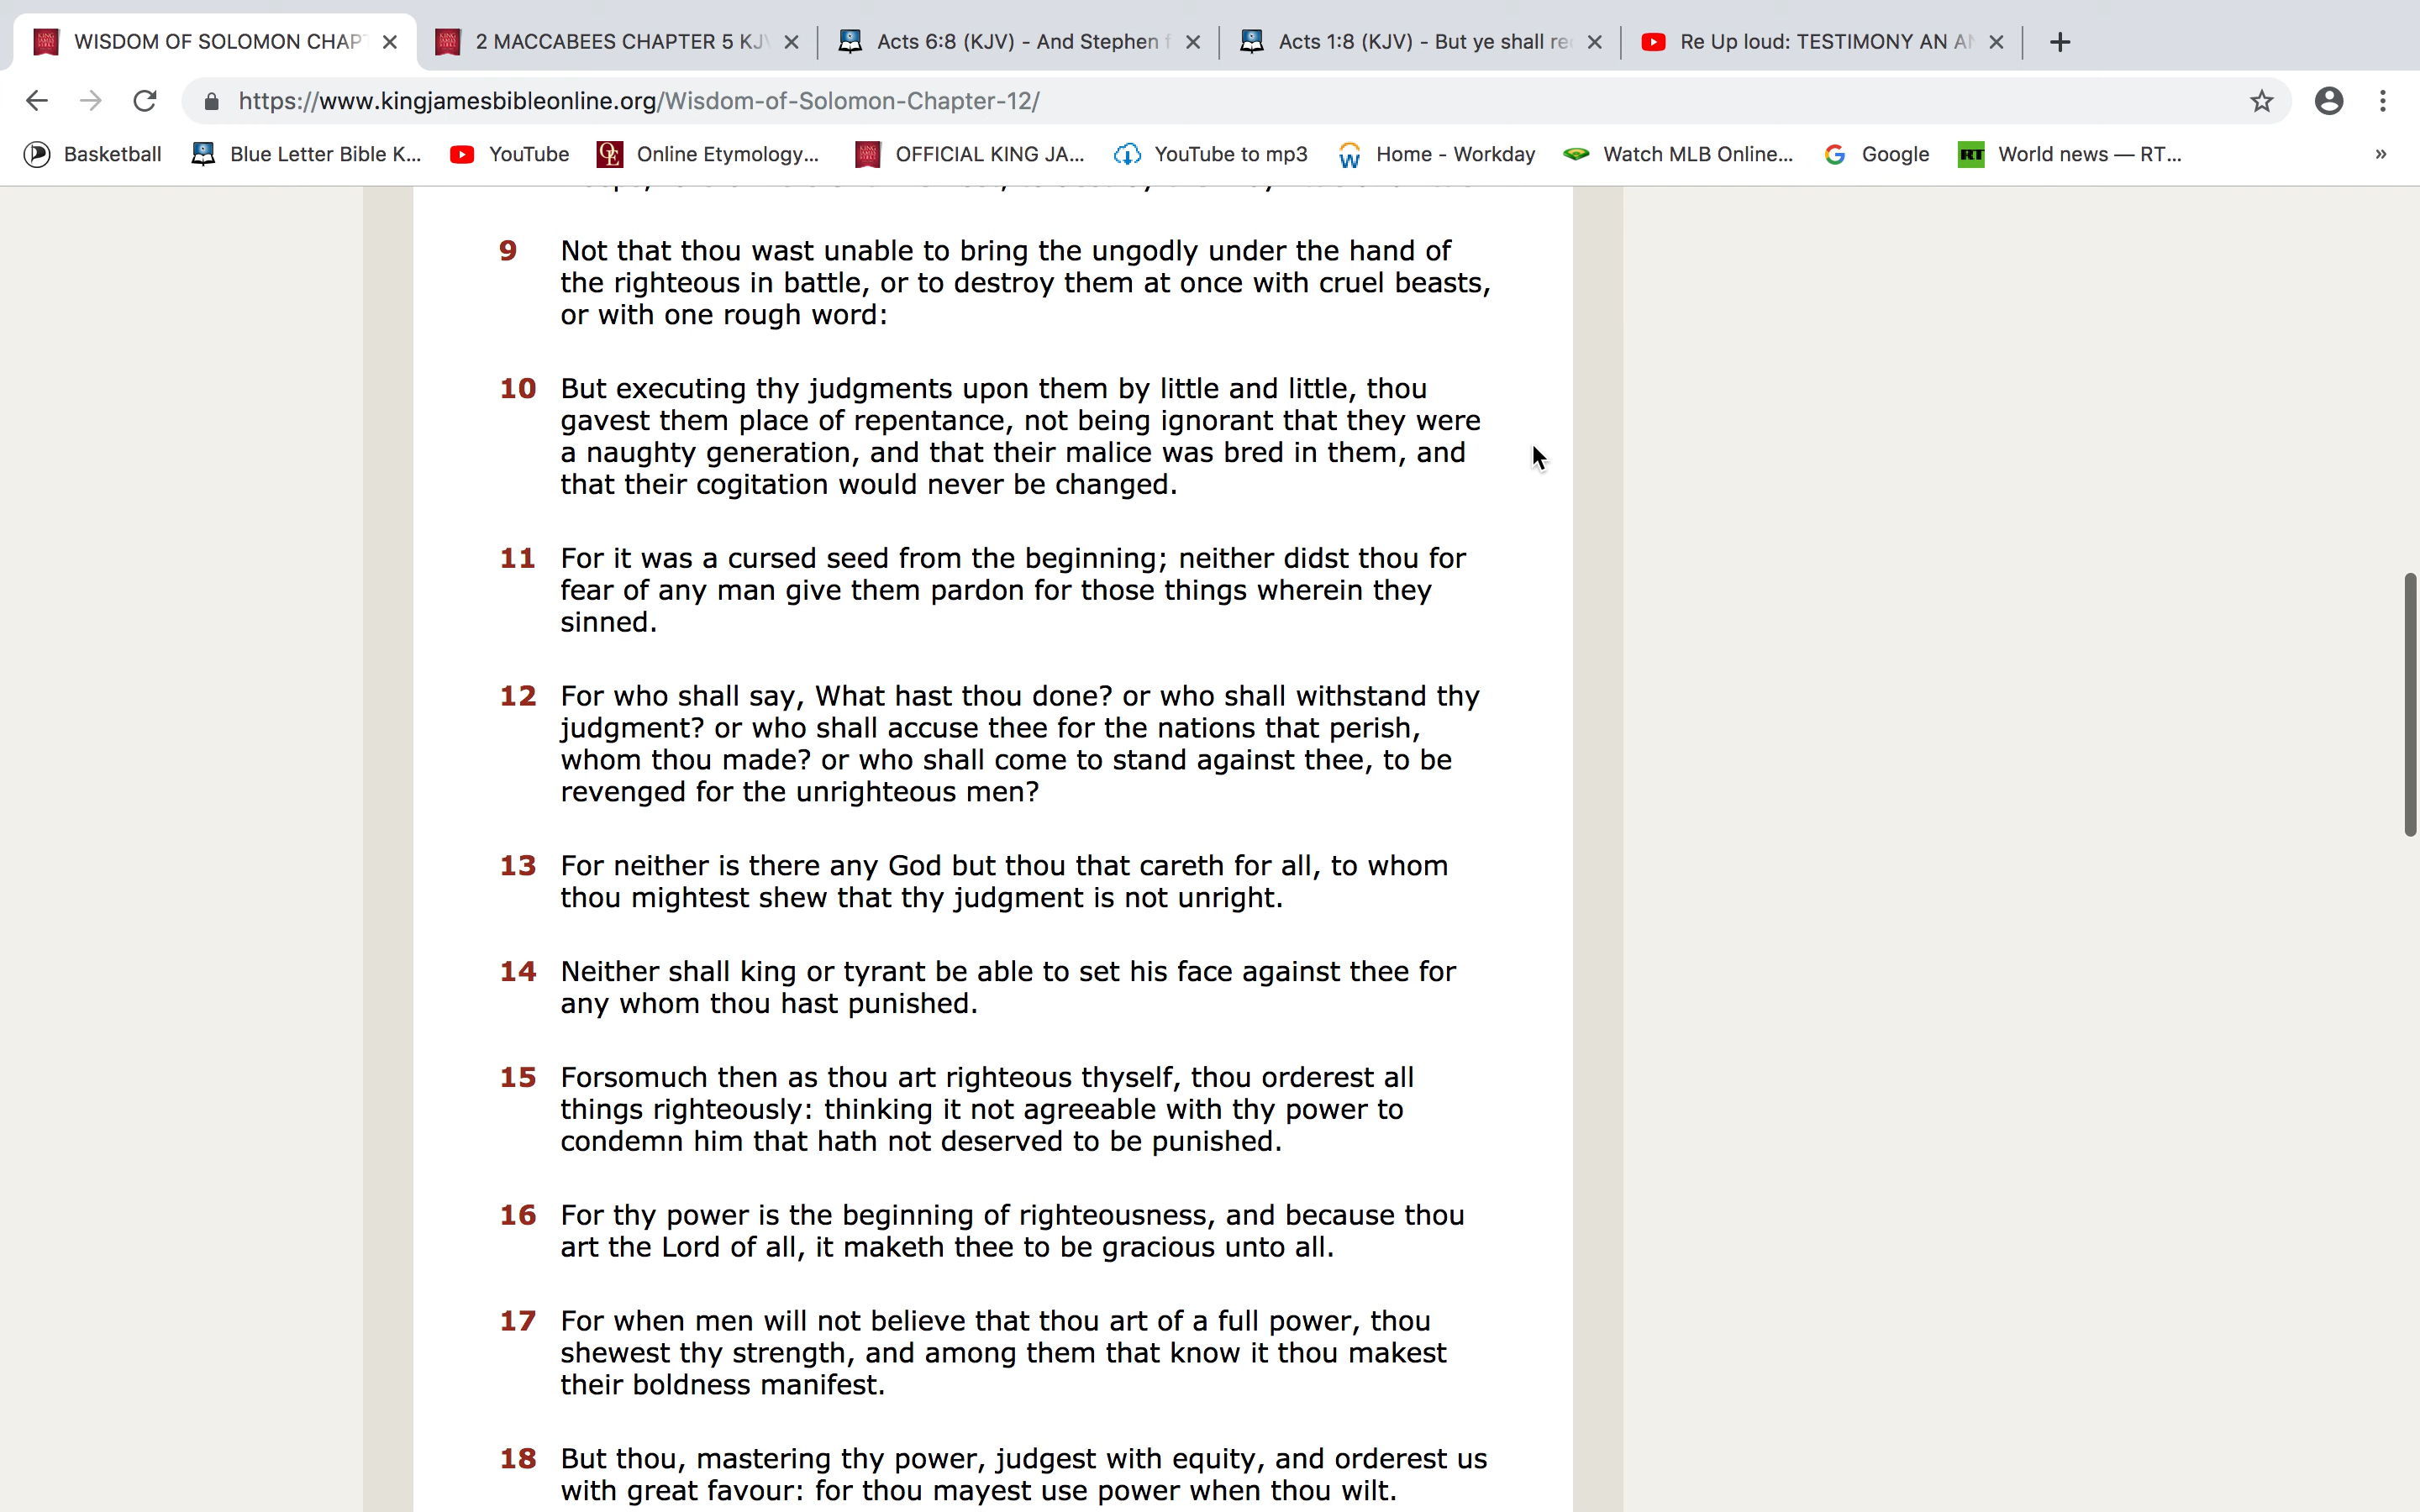 WISDOM OF SOLOMON CHAP
2 MACCABEES CHAPTER 5 KJV
Acts 6:8 (KJV) - And Stephen f
Acts 1:8 (KJV) - But ye shall re
Re Up loud: TESTIMONY AN A
https://www.kingjamesbibleonline.org/Wisdom-of-Solomon-Chapter-12/
Basketball
Blue Letter Bible K...
YouTube
Online Etymology...
OFFICIAL KING JA...
YouTube to mp3
Home - Workday
Watch MLB Online...
Google
RT World news — RT...
»
9 Not that thou wast unable to bring the ungodly under the hand of
the righteous in battle, or to destroy them at once with cruel beasts,
or with one rough word:
10 But executing thy judgments upon them by little and little, thou
gavest them place of repentance, not being ignorant that they were
a naughty generation, and that their malice was bred in them, and
that their cogitation would never be changed.
11 For it was a cursed seed from the beginning; neither didst thou for
fear of any man give them pardon for those things wherein they
sinned.
12 For who shall say, What hast thou done? or who shall withstand thy
judgment? or who shall accuse thee for the nations that perish,
whom thou made? or who shall come to stand against thee, to be
revenged for the unrighteous men?
13 For neither is there any God but thou that careth for all, to whom
thou mightest shew that thy judgment is not unright.
14 Neither shall king or tyrant be able to set his face against thee for
any whom thou hast punished.
15 Forsomuch then as thou art righteous thyself, thou orderest all
things righteously: thinking it not agreeable with thy power to
condemn him that hath not deserved to be punished.
16 For thy power is the beginning of righteousness, and because thou
art the Lord of all, it maketh thee to be gracious unto all.
17 For when men will not believe that thou art of a full power, thou
shewest thy strength, and among them that know it thou makest
their boldness manifest.
18 But thou, mastering thy power, judgest with equity, and orderest us
with great favour: for thou mayest use power when thou wilt.